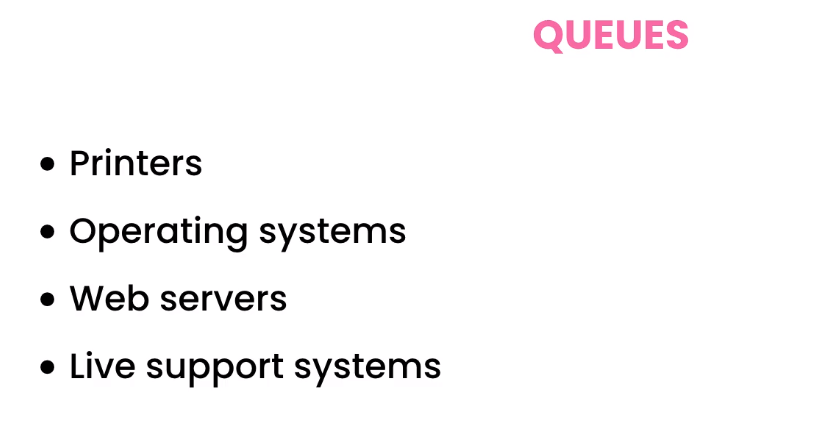 QUEUES
• Printers
• Operating systems
• Web servers
• Live support systems